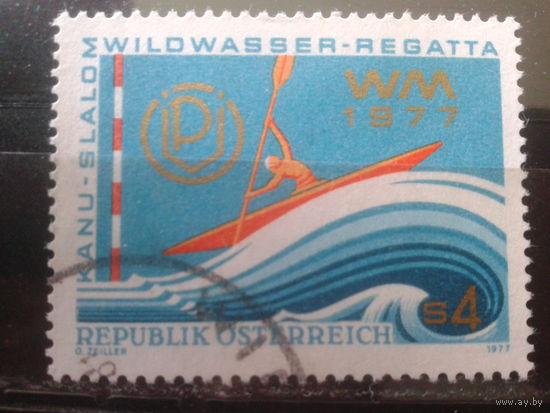 WILDWASSER-REGATTA
KANU-SLALOM
WM
1977
S4
REPUBLIK ÖSTERREICH
O. ZEILLER
1977
www.ay.by